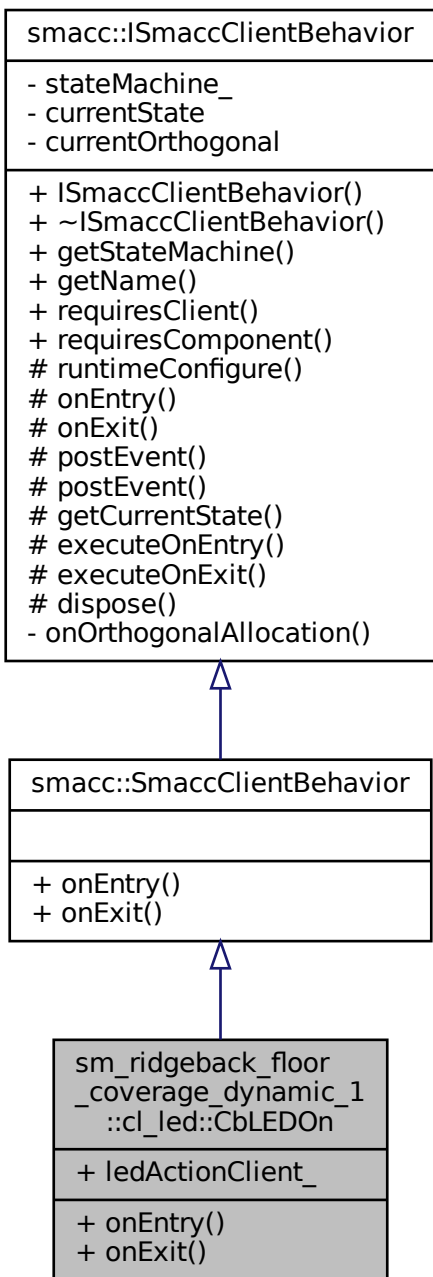 smacc::ISmaccClientBehavior
- stateMachine_
- currentState
- currentOrthogonal
+ ISmaccClientBehavior()
+ ~ISmaccClientBehavior()
+ getStateMachine()
+ getName()
+ requiresClient()
+ requiresComponent()
# runtimeConfigure()
# onEntry()
# onExit()
# postEvent()
# postEvent()
# getCurrentState()
# executeOnEntry()
# executeOnExit()
# dispose()
- onOrthogonalAllocation()
smacc::SmaccClientBehavior
+ onEntry()
+ onExit()
sm_ridgeback_floor
_coverage_dynamic_1
::cl_led::CbLEDOn
+ ledActionClient_
+ onEntry()
+ onExit()